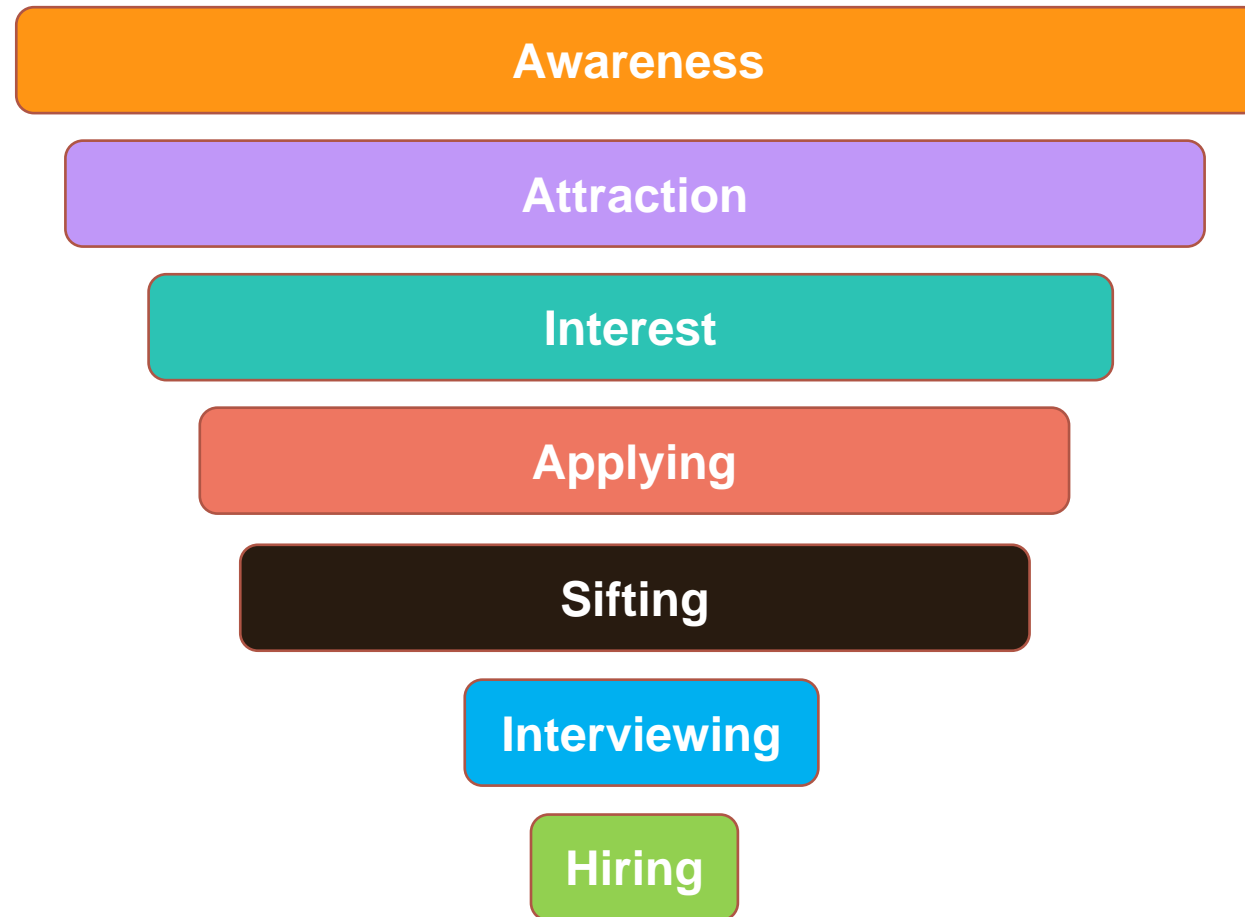 Awareness
Attraction
Interest
Applying
Sifting
Interviewing
Hiring